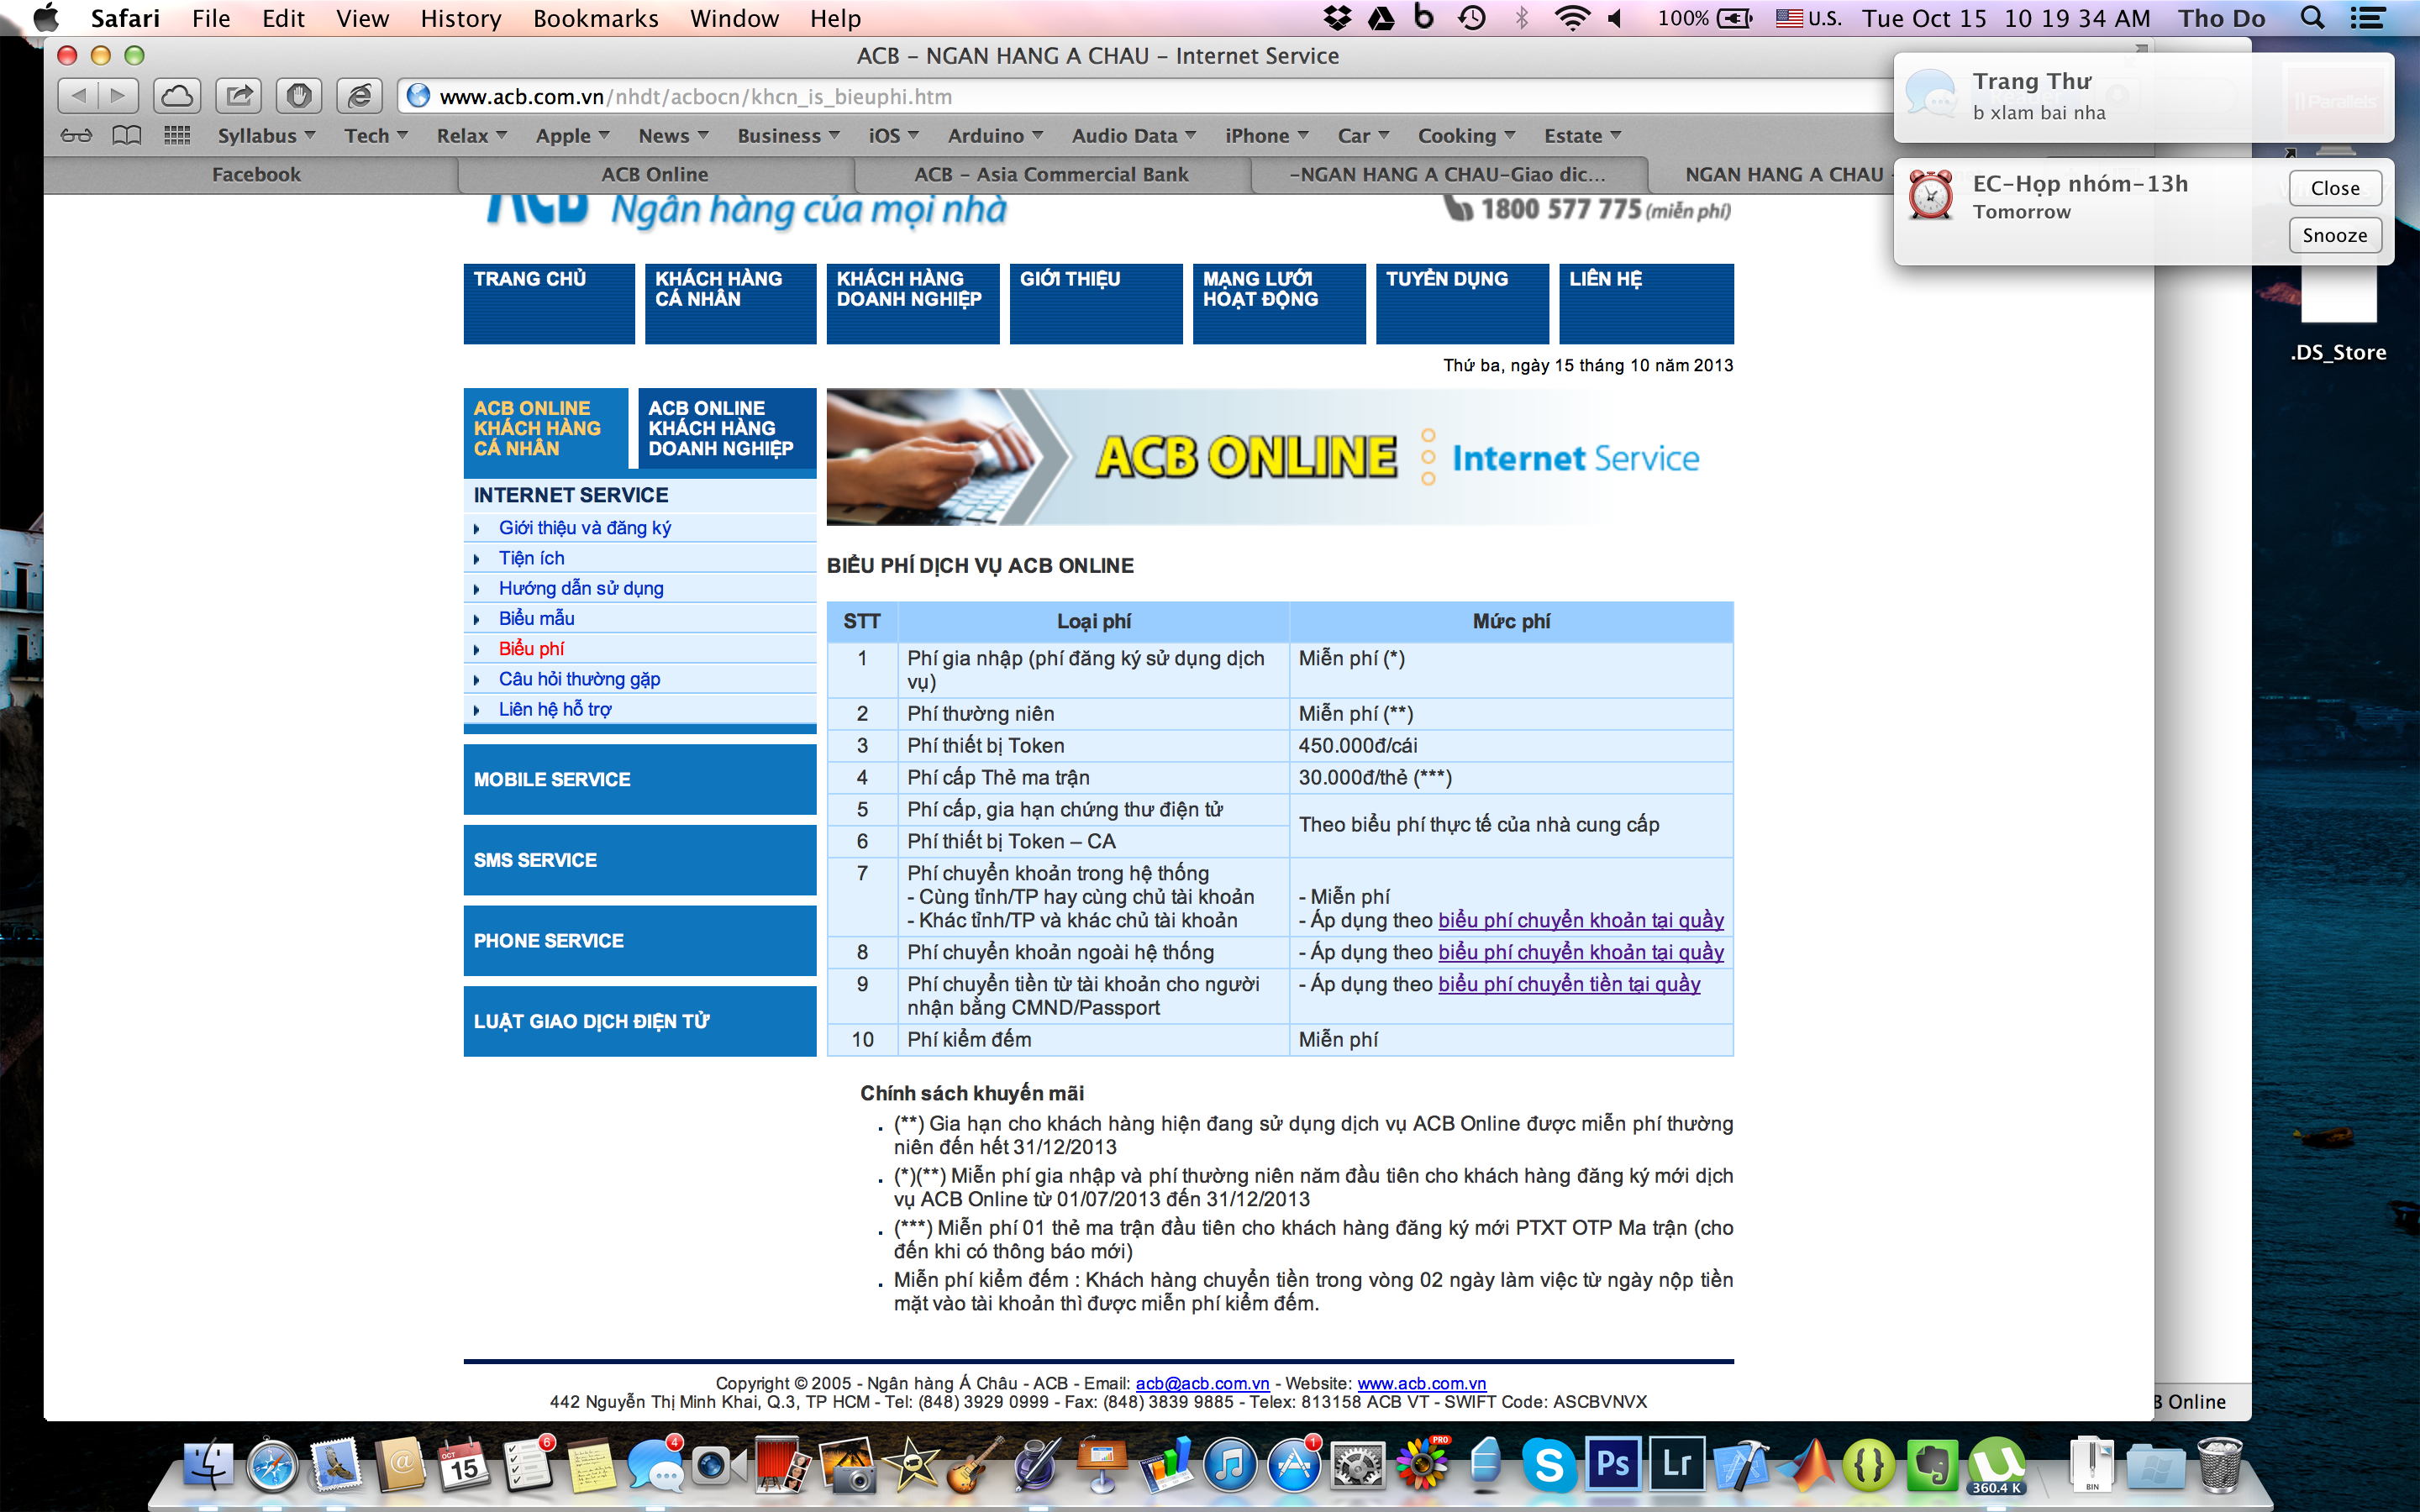 Safari File Edit View History Bookmarks Window Help 100% U.S. Tue Oct 15 10 19 34 AM Tho Do
ACB – NGAN HANG A CHAU – Internet Service
www.acb.com.vn/nhdt/acbocn/khcn_is_bieuphi.htm
Syllabus Tech Relax Apple News Business iOS Arduino Audio Data iPhone Car Cooking Estate
Facebook ACB Online ACB – Asia Commercial Bank -NGAN HANG A CHAU-Giao dic... NGAN HANG A CHAU
Trang Thư
b xlam bai nha
Parallels
EC-Họp nhóm-13h
Tomorrow
Close
Snooze
.DS_Store
ACB Ngân hàng của mọi nhà 1800 577 775 (miễn phí)
TRANG CHỦ
KHÁCH HÀNG
CÁ NHÂN
KHÁCH HÀNG
DOANH NGHIỆP
GIỚI THIỆU
MẠNG LƯỚI
HOẠT ĐỘNG
TUYỂN DỤNG
LIÊN HỆ
Thứ ba, ngày 15 tháng 10 năm 2013
ACB ONLINE
KHÁCH HÀNG
CÁ NHÂN
ACB ONLINE
KHÁCH HÀNG
DOANH NGHIỆP
INTERNET SERVICE
Giới thiệu và đăng ký
Tiện ích
Hướng dẫn sử dụng
Biểu mẫu
Biểu phí
Câu hỏi thường gặp
Liên hệ hỗ trợ
MOBILE SERVICE
SMS SERVICE
PHONE SERVICE
LUẬT GIAO DỊCH ĐIỆN TỬ
ACB ONLINE Internet Service
BIỂU PHÍ DỊCH VỤ ACB ONLINE
STT Loại phí Mức phí
1 Phí gia nhập (phí đăng ký sử dụng dịch Miễn phí (*)
vụ)
2 Phí thường niên Miễn phí (**)
3 Phí thiết bị Token 450.000đ/cái
4 Phí cấp Thẻ ma trận 30.000đ/thẻ (***)
5 Phí cấp, gia hạn chứng thư điện tử
Theo biểu phí thực tế của nhà cung cấp
6 Phí thiết bị Token – CA
7 Phí chuyển khoản trong hệ thống
- Cùng tỉnh/TP hay cùng chủ tài khoản - Miễn phí
- Khác tỉnh/TP và khác chủ tài khoản - Áp dụng theo biểu phí chuyển khoản tại quầy
8 Phí chuyển khoản ngoài hệ thống - Áp dụng theo biểu phí chuyển khoản tại quầy
9 Phí chuyển tiền từ tài khoản cho người - Áp dụng theo biểu phí chuyển tiền tại quầy
nhận bằng CMND/Passport
10 Phí kiểm đếm Miễn phí
Chính sách khuyến mãi
(**) Gia hạn cho khách hàng hiện đang sử dụng dịch vụ ACB Online được miễn phí thường
niên đến hết 31/12/2013
(*)(**) Miễn phí gia nhập và phí thường niên năm đầu tiên cho khách hàng đăng ký mới dịch
vụ ACB Online từ 01/07/2013 đến 31/12/2013
(***) Miễn phí 01 thẻ ma trận đầu tiên cho khách hàng đăng ký mới PTXT OTP Ma trận (cho
đến khi có thông báo mới)
Miễn phí kiểm đếm : Khách hàng chuyển tiền trong vòng 02 ngày làm việc từ ngày nộp tiền
mặt vào tài khoản thì được miễn phí kiểm đếm.
Copyright © 2005 - Ngân hàng Á Châu - ACB - Email: acb@acb.com.vn - Website: www.acb.com.vn
442 Nguyễn Thị Minh Khai, Q.3, TP HCM - Tel: (848) 3929 0999 - Fax: (848) 3839 9885 - Telex: 813158 ACB VT - SWIFT Code: ASCBVNVX
Online
OCT
15
6
4
1
PRO
Ps
Lr
360.4 K
BIN